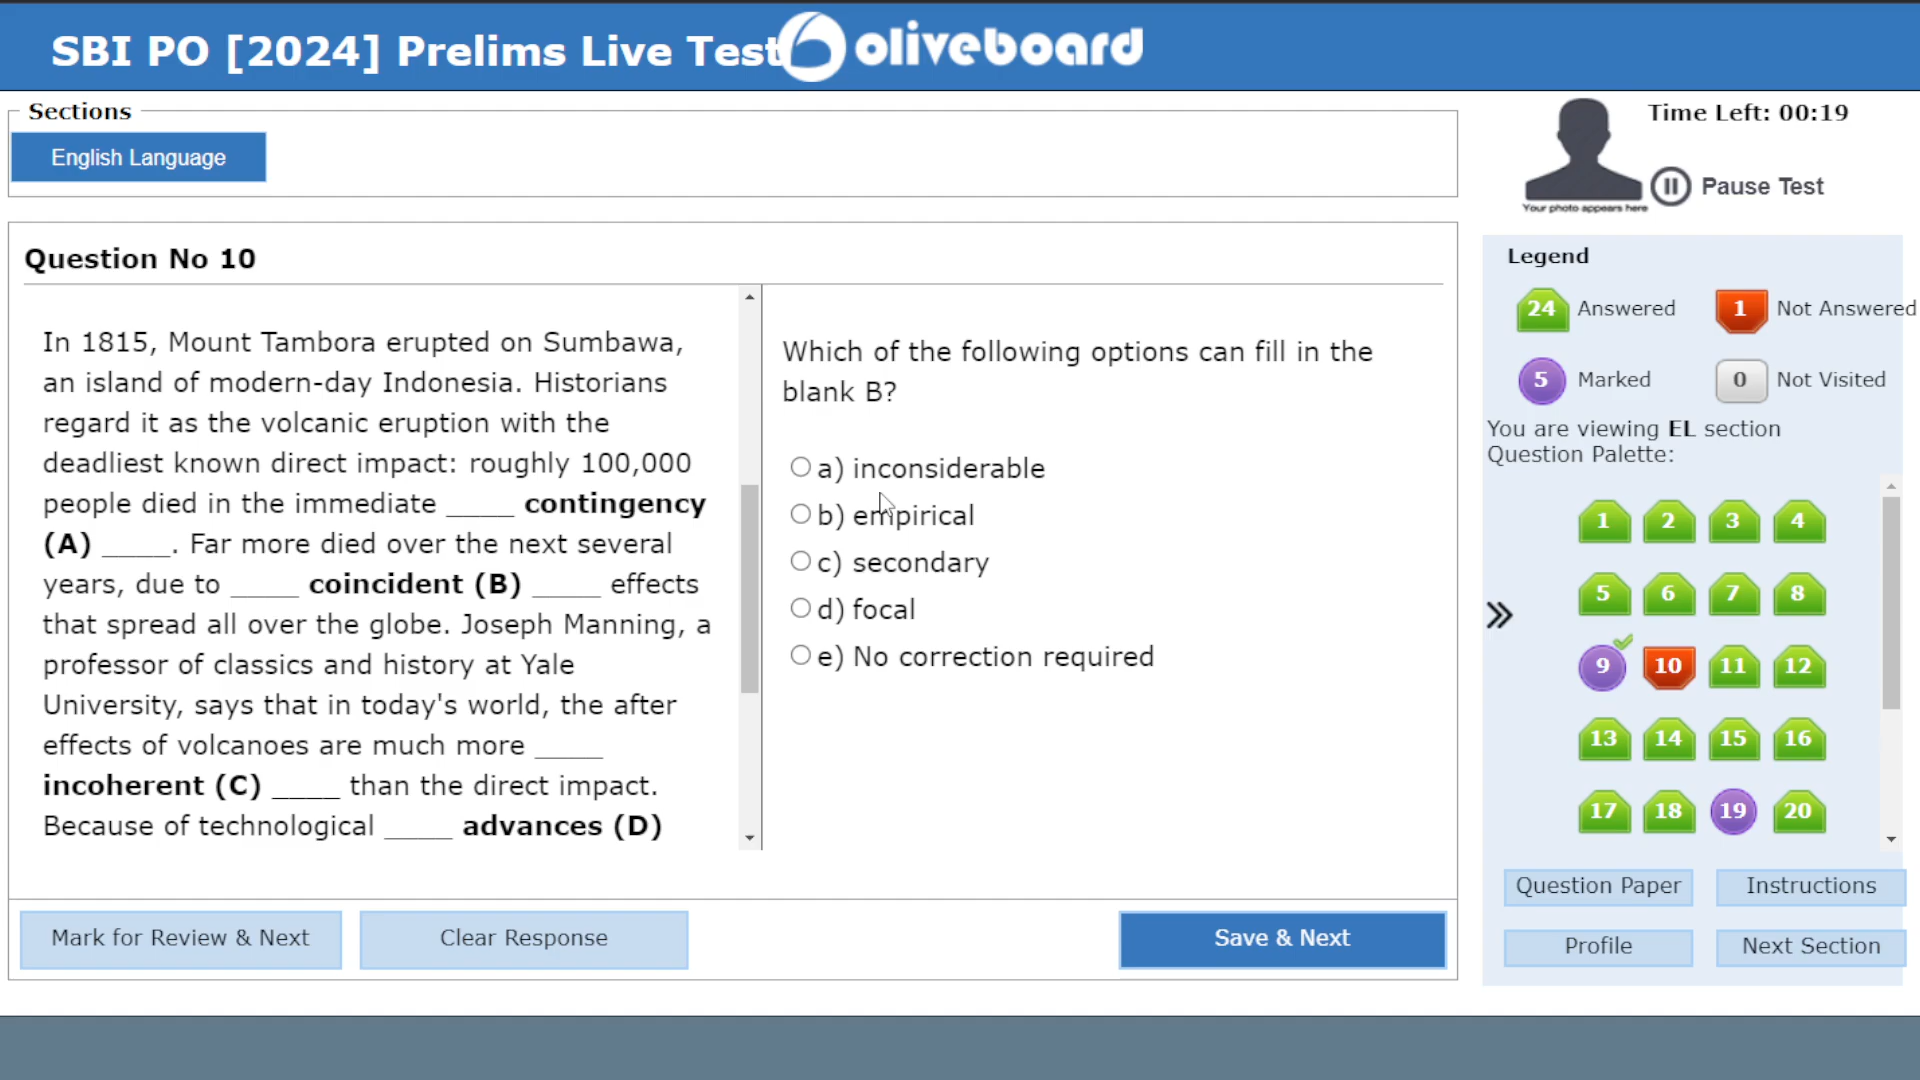 SBI PO [2024] Prelims Live Test
oliveboard
Sections
English Language
Time Left: 00:19
Pause Test
Your photo appears here
Question No 10
In 1815, Mount Tambora erupted on Sumbawa,
an island of modern-day Indonesia. Historians
regard it as the volcanic eruption with the
deadliest known direct impact: roughly 100,000
people died in the immediate ____ contingency
(A) ____. Far more died over the next several
years, due to ____ coincident (B) ____ effects
that spread all over the globe. Joseph Manning, a
professor of classics and history at Yale
University, says that in today's world, the after
effects of volcanoes are much more ____
incoherent (C) ____ than the direct impact.
Because of technological ____ advances (D)
Which of the following options can fill in the
blank B?
a) inconsiderable
b) empirical
c) secondary
d) focal
e) No correction required
Mark for Review & Next
Clear Response
Save & Next
Legend
24 Answered
1 Not Answered
5 Marked
0 Not Visited
You are viewing EL section
Question Palette:
1 2 3 4
5 6 7 8
9 10 11 12
13 14 15 16
17 18 19 20
Question Paper
Instructions
Profile
Next Section